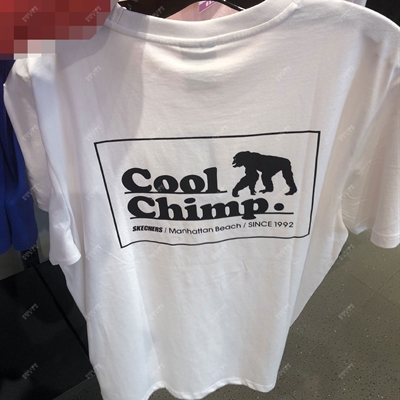 Cool
Chimp.
SKECHERS / Manhattan Beach / SINCE 1992